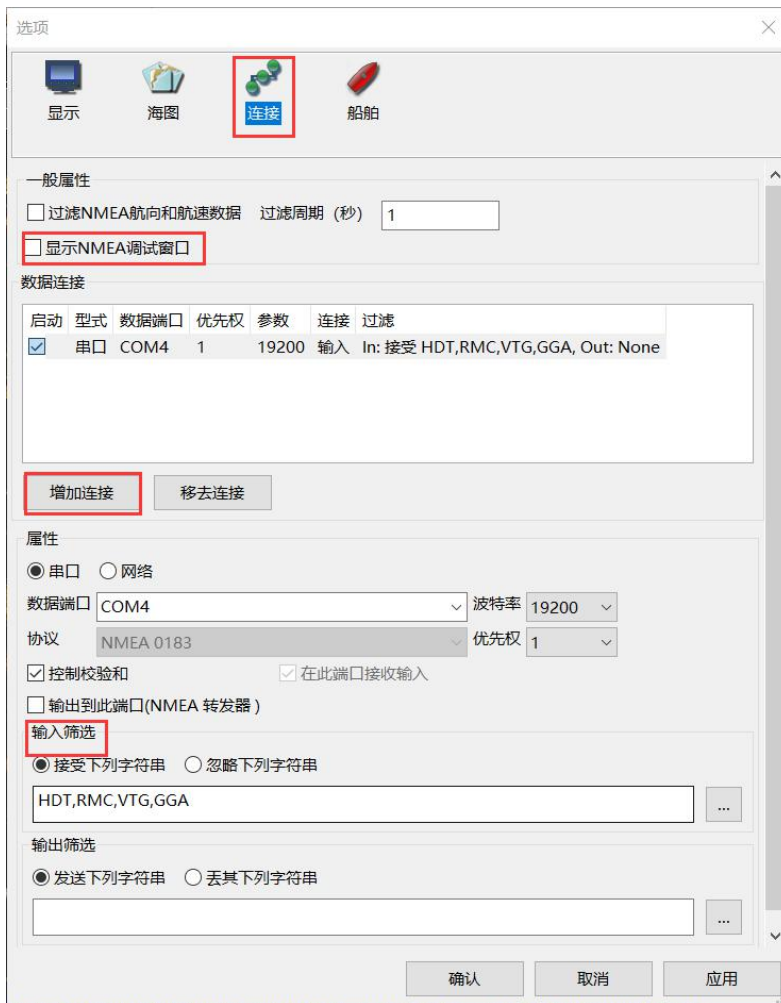 选项
显示 海图 连接 船舶
一般属性
过滤NMEA航向和航速数据 过滤周期（秒） 1
显示NMEA调试窗口
数据连接
启动 型式 数据端口 优先权 参数 连接 过滤
串口 COM4 1 19200 输入 In: 接受 HDT,RMC,VTG,GGA, Out: None
增加连接 移去连接
属性
串口 网络
数据端口 COM4 波特率 19200
协议 NMEA 0183 优先权 1
控制校验和 在此端口接收输入
输出到此端口(NMEA 转发器 )
输入筛选
接受下列字符串 忽略下列字符串
HDT,RMC,VTG,GGA
...
输出筛选
发送下列字符串 丢其下列字符串
...
确认 取消 应用